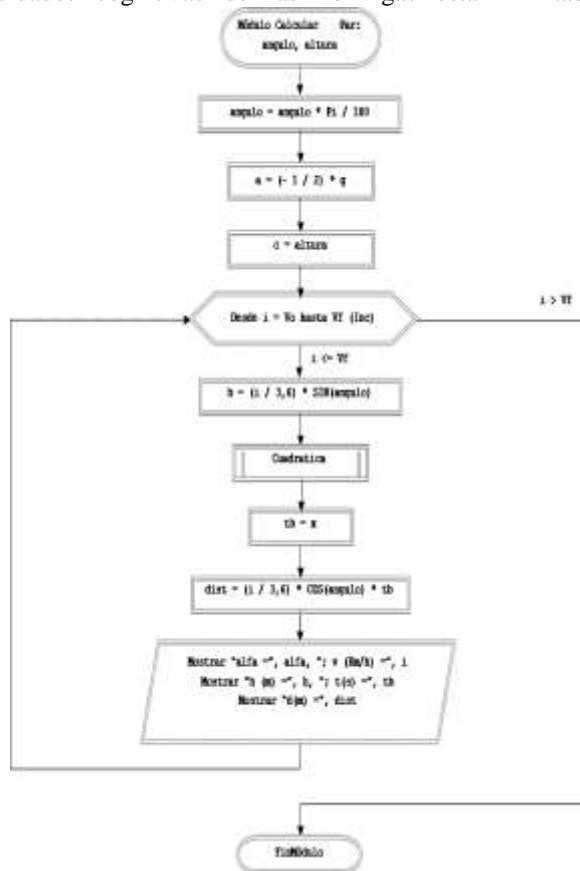 Módulo Calcular Par:
angulo, altura
angulo = angulo * Pi / 180
a = (- 1 / 2) * g
c = altura
Desde i = Vo hasta Vf (Inc)
i > Vf
i <= Vf
b = (i / 3,6) * SIN(angulo)
Cuadratica
tb = x
dist = (i / 3,6) * COS(angulo) * tb
Mostrar "alfa =", alfa, "; v (Km/h) =", i
Mostrar "h (m) =", h, "; t(s) =", tb
Mostrar "d(m) =", dist
FinMódulo